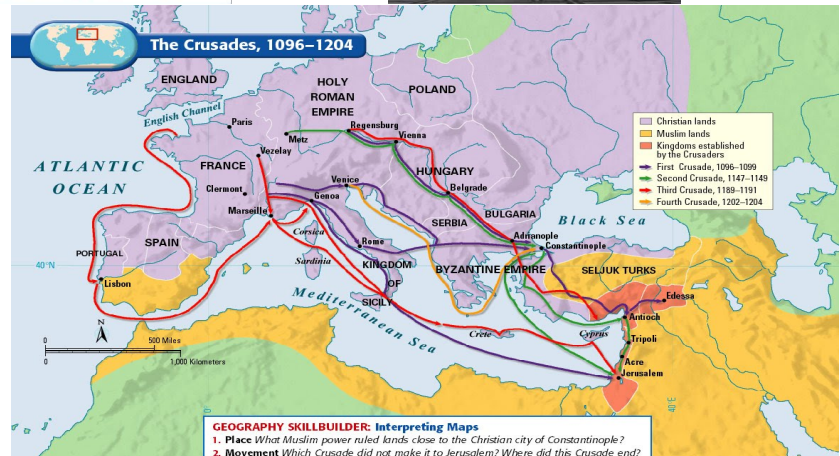 The Crusades, 1096–1204
ENGLAND
English Channel
HOLY
ROMAN
EMPIRE
POLAND
Paris
Metz
Regensburg
Vienna
Vezelay
ATLANTIC
OCEAN
FRANCE
Clermont
Venice
Genoa
Marseille
HUNGARY
Belgrade
SERBIA
BULGARIA
Black Sea
Adrianople
Constantinople
Corsica
Rome
Sardinia
PORTUGAL
SPAIN
40°N
Lisbon
KINGDOM
OF
SICILY
BYZANTINE EMPIRE
SELJUK TURKS
Edessa
Antioch
Mediterranean Sea
Crete
Cyprus
Tripoli
Acre
Jerusalem
N
0
500 Miles
0
1,000 Kilometers
0°
40°E
Christian lands
Muslim lands
Kingdoms established
by the Crusaders
First Crusade, 1096–1099
Second Crusade, 1147–1149
Third Crusade, 1189–1191
Fourth Crusade, 1202–1204
GEOGRAPHY SKILLBUILDER: Interpreting Maps
1. Place What Muslim power ruled lands close to the Christian city of Constantinople?
2. Movement Which Crusade did not make it to Jerusalem? Where did this Crusade end?